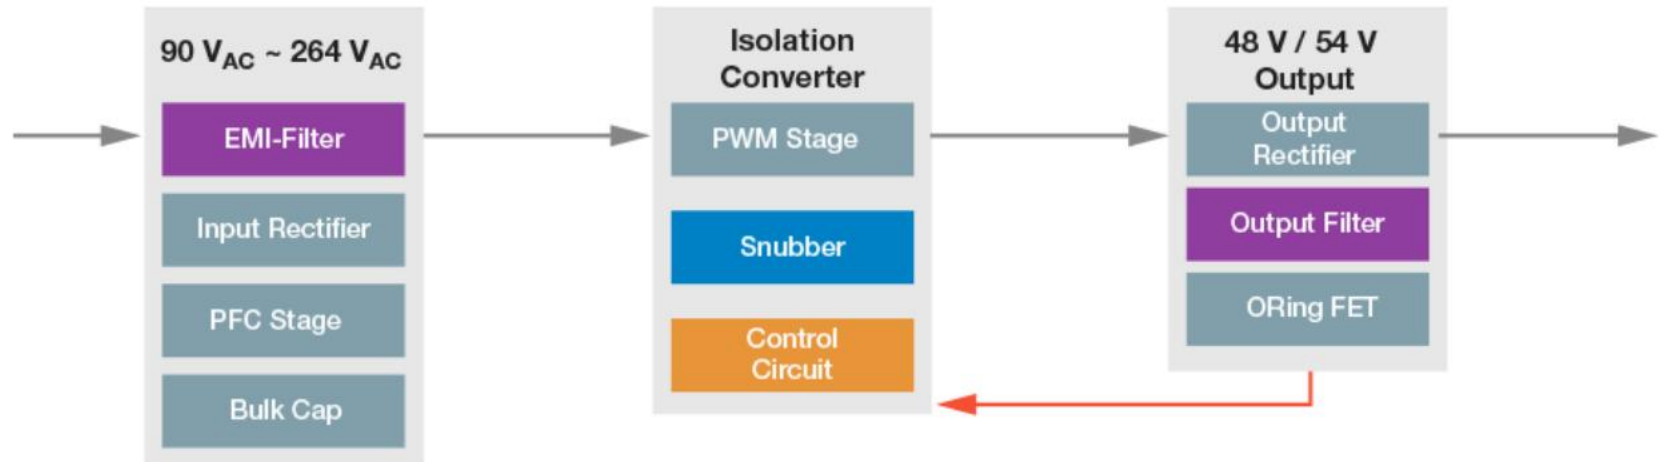 90 VAC ~ 264 VAC
EMI-Filter
Input Rectifier
PFC Stage
Bulk Cap
Isolation
Converter
PWM Stage
Snubber
Control
Circuit
48 V / 54 V
Output
Output
Rectifier
Output Filter
ORing FET